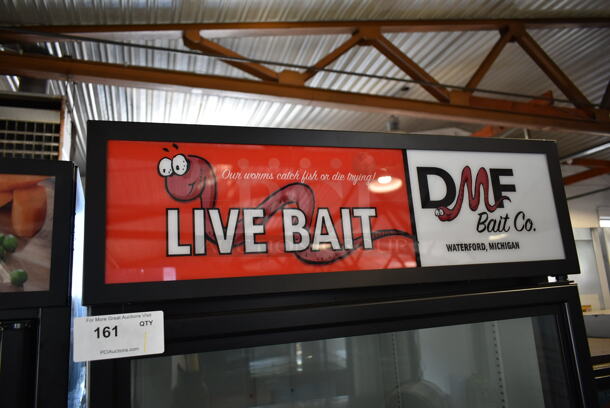 Our worms catch fish or die trying!
LIVE BAIT
DMF
Bait Co.
WATERFORD, MICHIGAN
For More Great Auctions Visit
161 QTY
PCIAuctions.com